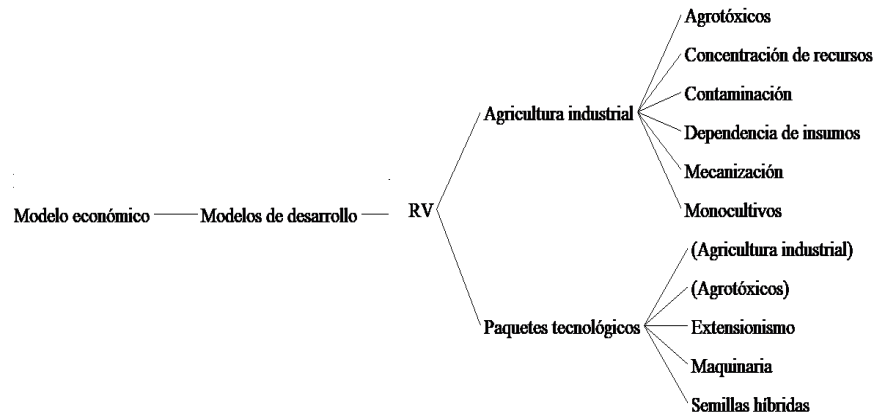 Agrotóxicos
Concentración de recursos
Agricultura industrial
Contaminación
Dependencia de insumos
Mecanización
Monocultivos
Modelo económico
Modelos de desarrollo
RV
(Agricultura industrial)
(Agrotóxicos)
Paquetes tecnológicos
Extensionismo
Maquinaria
Semillas híbridas